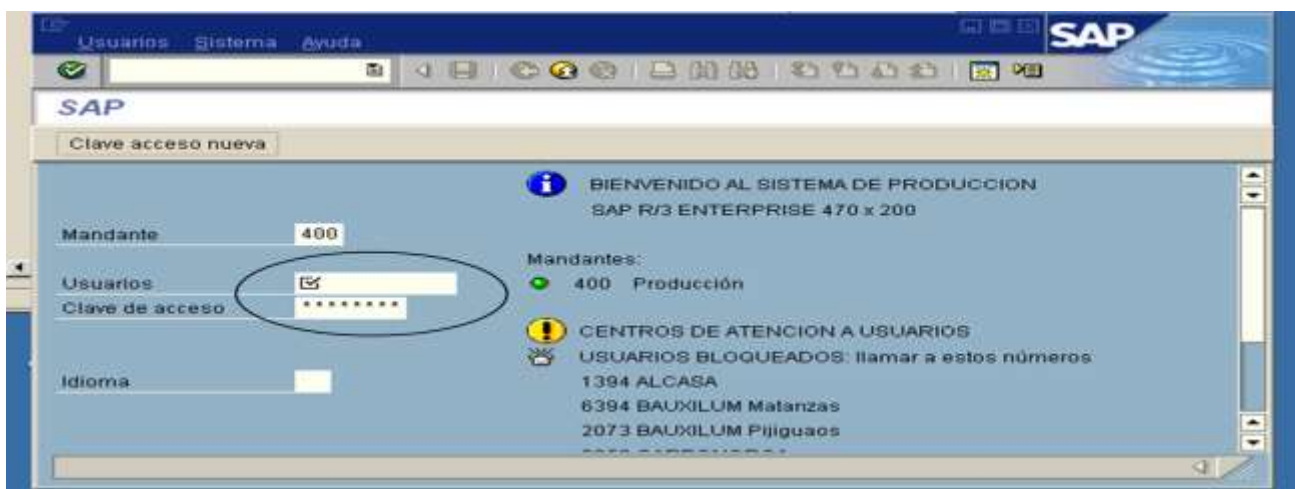 Usuarios Sistema Ayuda
SAP
SAP
Clave acceso nueva
BIENVENIDO AL SISTEMA DE PRODUCCION
SAP R/3 ENTERPRISE 470 x 200
Mandante 400
Mandantes:
Usuarios
400 Producción
Clave de acceso ********
CENTROS DE ATENCION A USUARIOS
USUARIOS BLOQUEADOS: llamar a estos números
Idioma
1394 ALCASA
6394 BAUXILUM Matanzas
2073 BAUXILUM Pijiguaos